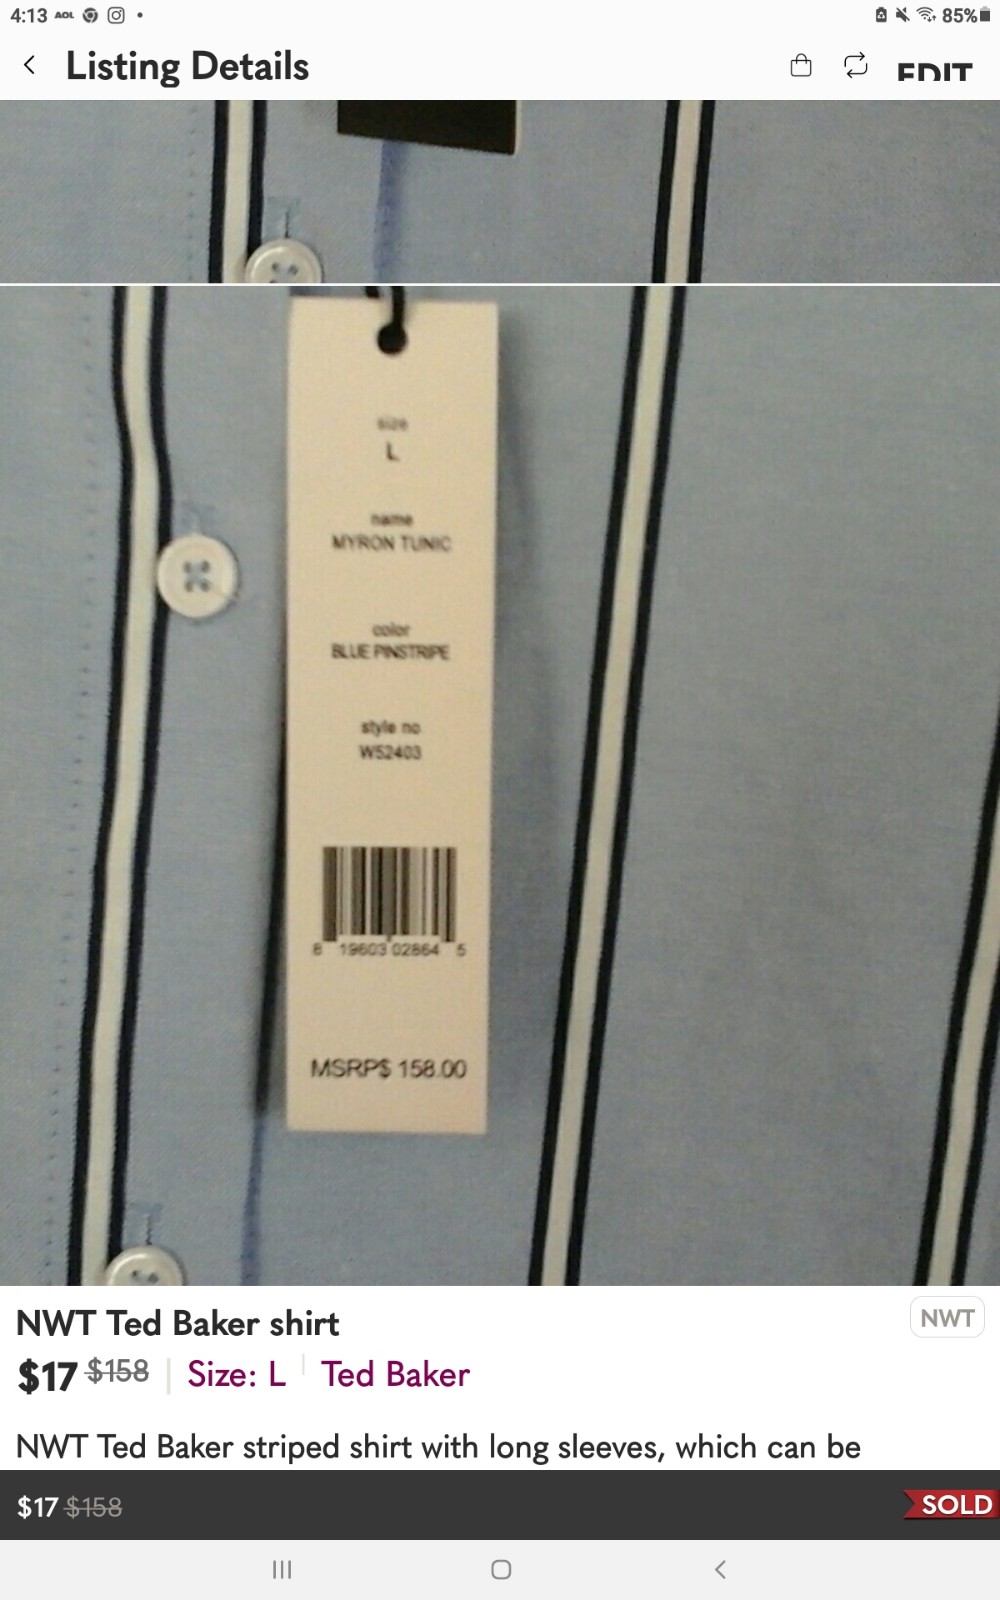 4:13 AOL
85%
Listing Details
EDIT
size
L
name
MYRON TUNIC
color
BLUE PINSTRIPE
style no
W52403
8 19603 02864 5
MSRP$ 158.00
NWT Ted Baker shirt
NWT
$17 $158 Size: L Ted Baker
NWT Ted Baker striped shirt with long sleeves, which can be
$17 $158
SOLD